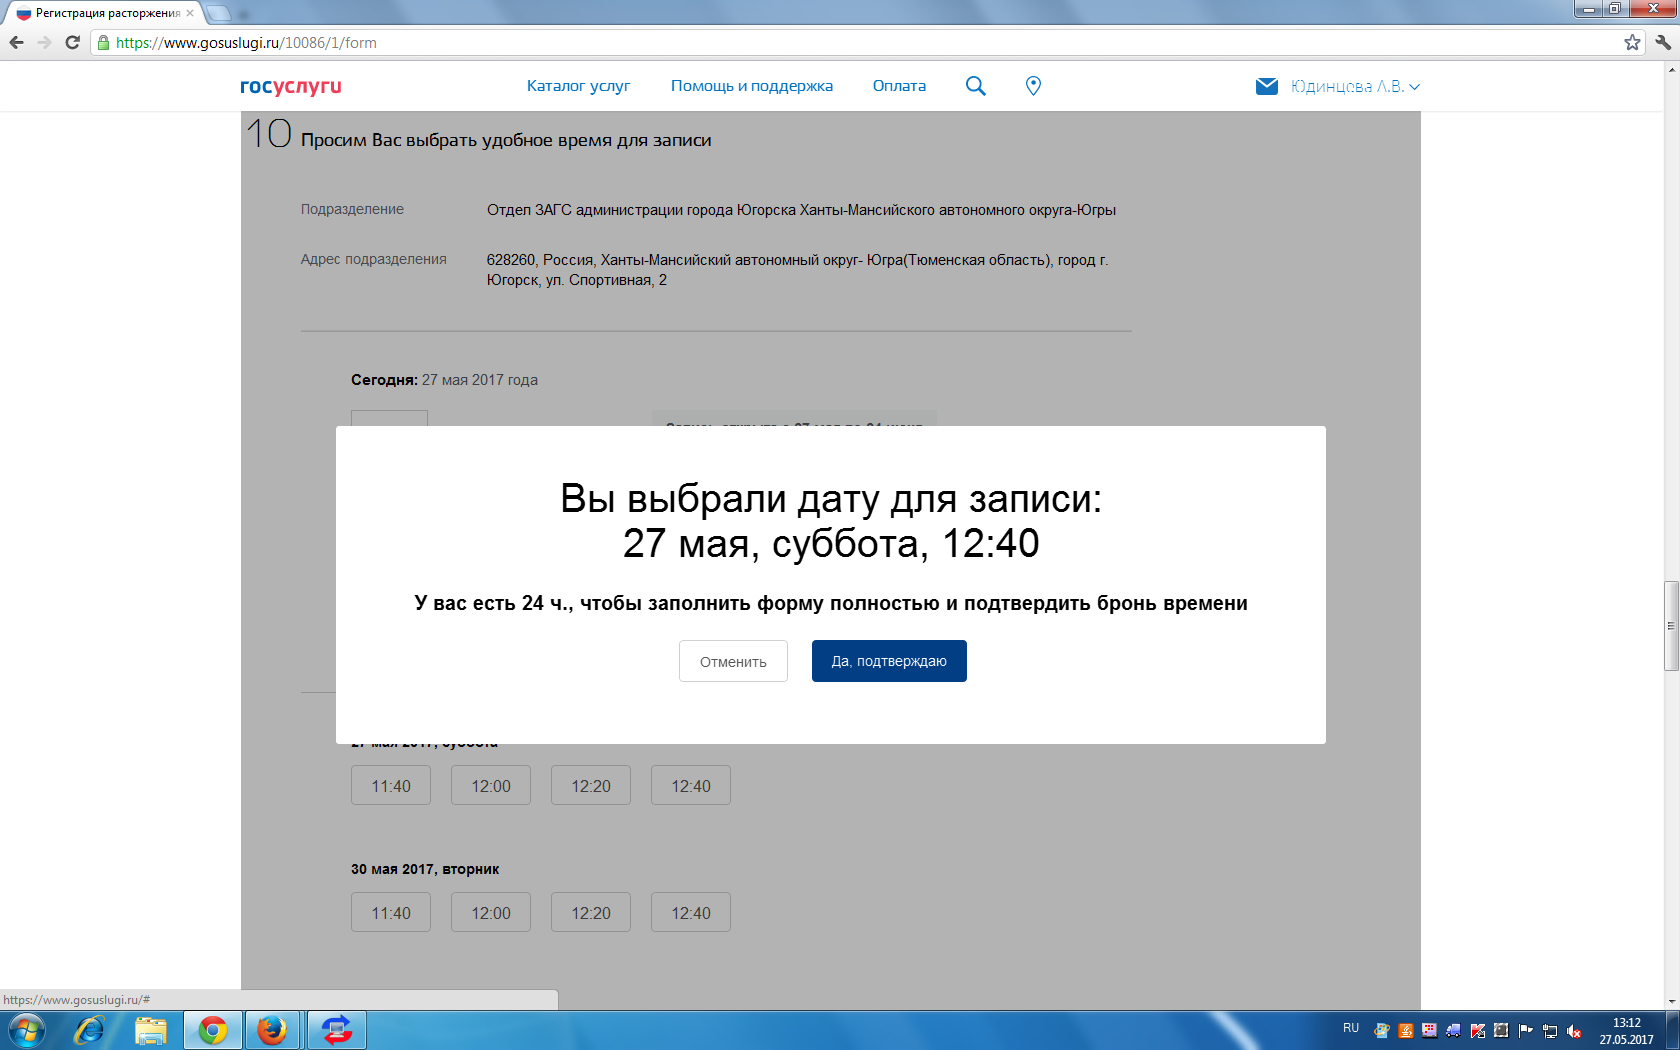 Регистрация расторжения
https://www.gosuslugi.ru/10086/1/form
госуслуги
Каталог услуг
Помощь и поддержка
Оплата
Юдинцова А.В.
10 Просим Вас выбрать удобное время для записи
Подразделение
Отдел ЗАГС администрации города Югорска Ханты-Мансийского автономного округа-Югры
Адрес подразделения
628260, Россия, Ханты-Мансийский автономный округ- Югра(Тюменская область), город г.
Югорск, ул. Спортивная, 2
Сегодня: 27 мая 2017 года
Вы выбрали дату для записи:
27 мая, суббота, 12:40
У вас есть 24 ч., чтобы заполнить форму полностью и подтвердить бронь времени
Отменить
Да, подтверждаю
27 мая 2017, суббота
11:40 12:00 12:20 12:40
30 мая 2017, вторник
11:40 12:00 12:20 12:40
https://www.gosuslugi.ru/#
RU
13:12
27.05.2017